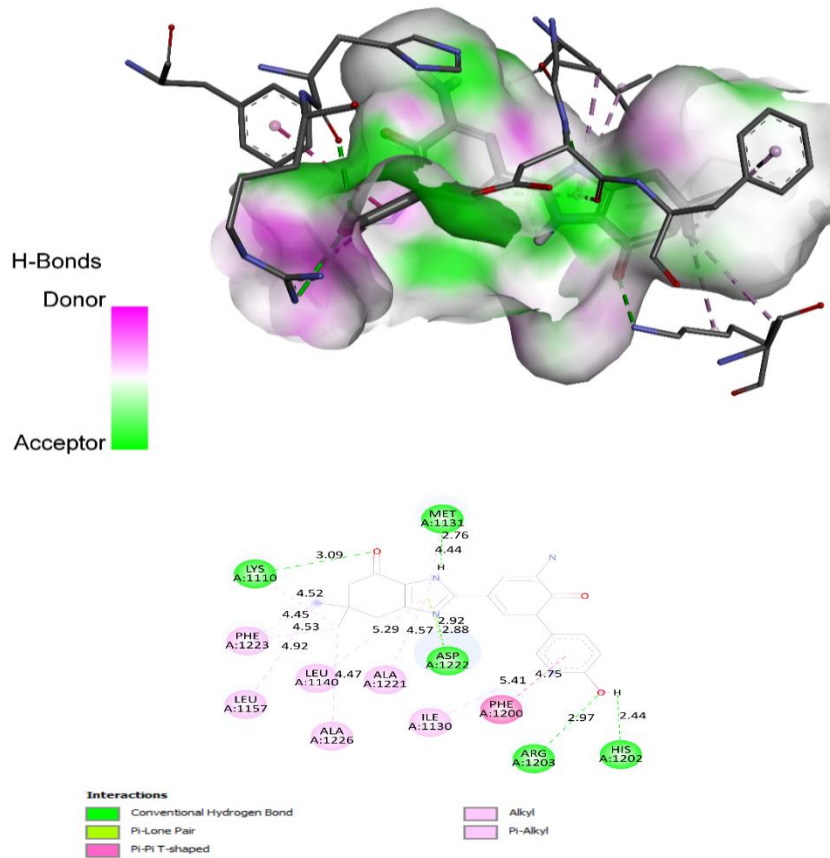 H-Bonds
Donor
Acceptor
MET
A:1131
2.76
4.44
H
N
O
3.09
LYS
A:1110
4.52
4.45
4.53
4.92
PHE
A:1223
5.29
4.57
2.92
2.88
N
N
O
LEU
A:1140
4.47
ALA
A:1221
ASP
A:1222
LEU
A:1157
ILE
A:1130
5.41
4.75
PHE
A:1200
ALA
A:1226
O
H
2.97
2.44
ARG
A:1203
HIS
A:1202
Interactions
Conventional Hydrogen Bond
Pi-Lone Pair
Pi-Pi T-shaped
Alkyl
Pi-Alkyl